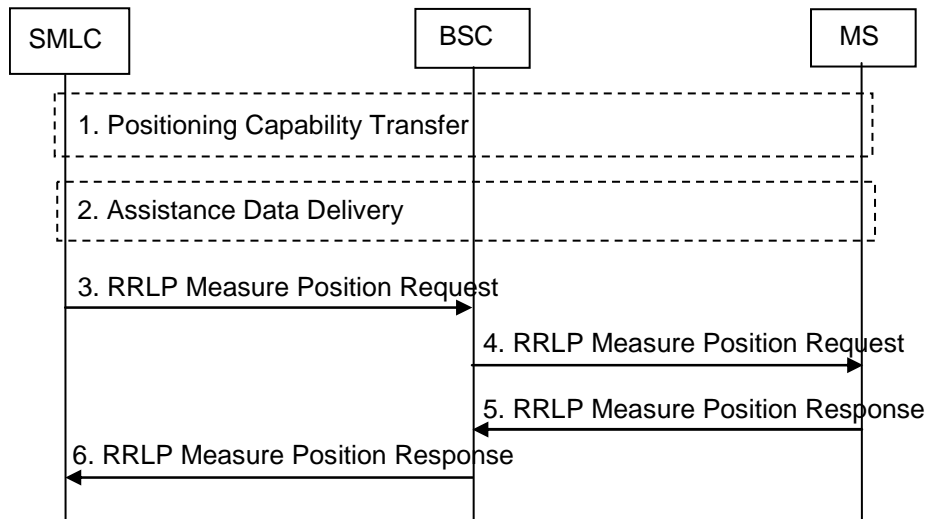 SMLC
BSC
MS
1. Positioning Capability Transfer
2. Assistance Data Delivery
3. RRLP Measure Position Request
4. RRLP Measure Position Request
5. RRLP Measure Position Response
6. RRLP Measure Position Response